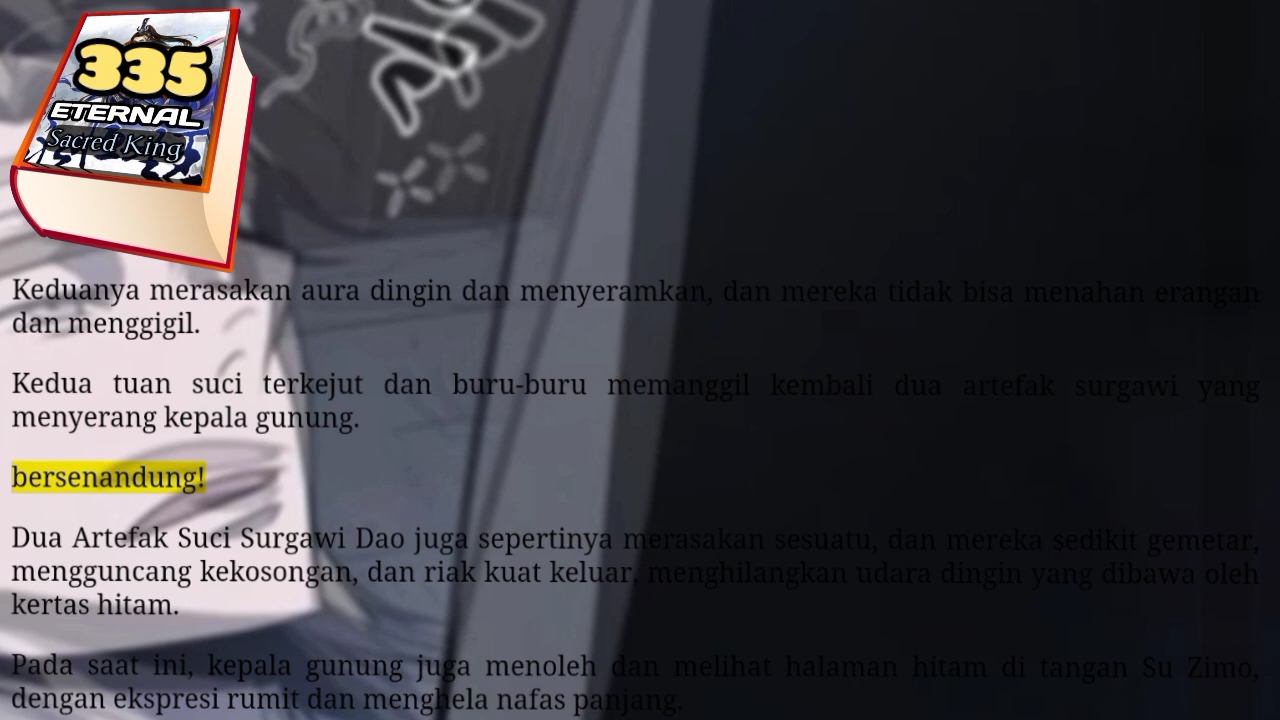 335
ETERNAL
Sacred King
Keduanya merasakan aura dingin dan menyeramkan, dan mereka tidak bisa menahan erangan
dan menggigil.
Kedua tuan suci terkejut dan buru-buru memanggil kembali dua artefak surgawi yang
menyerang kepala gunung.
bersenandung!
Dua Artefak Suci Surgawi Dao juga sepertinya merasakan sesuatu, dan mereka sedikit gemetar,
mengguncang kekosongan, dan riak kuat keluar, menghilangkan udara dingin yang dibawa oleh
kertas hitam.
Pada saat ini, kepala gunung juga menoleh dan melihat halaman hitam di tangan Su Zimo,
dengan ekspresi rumit dan menghela nafas panjang.